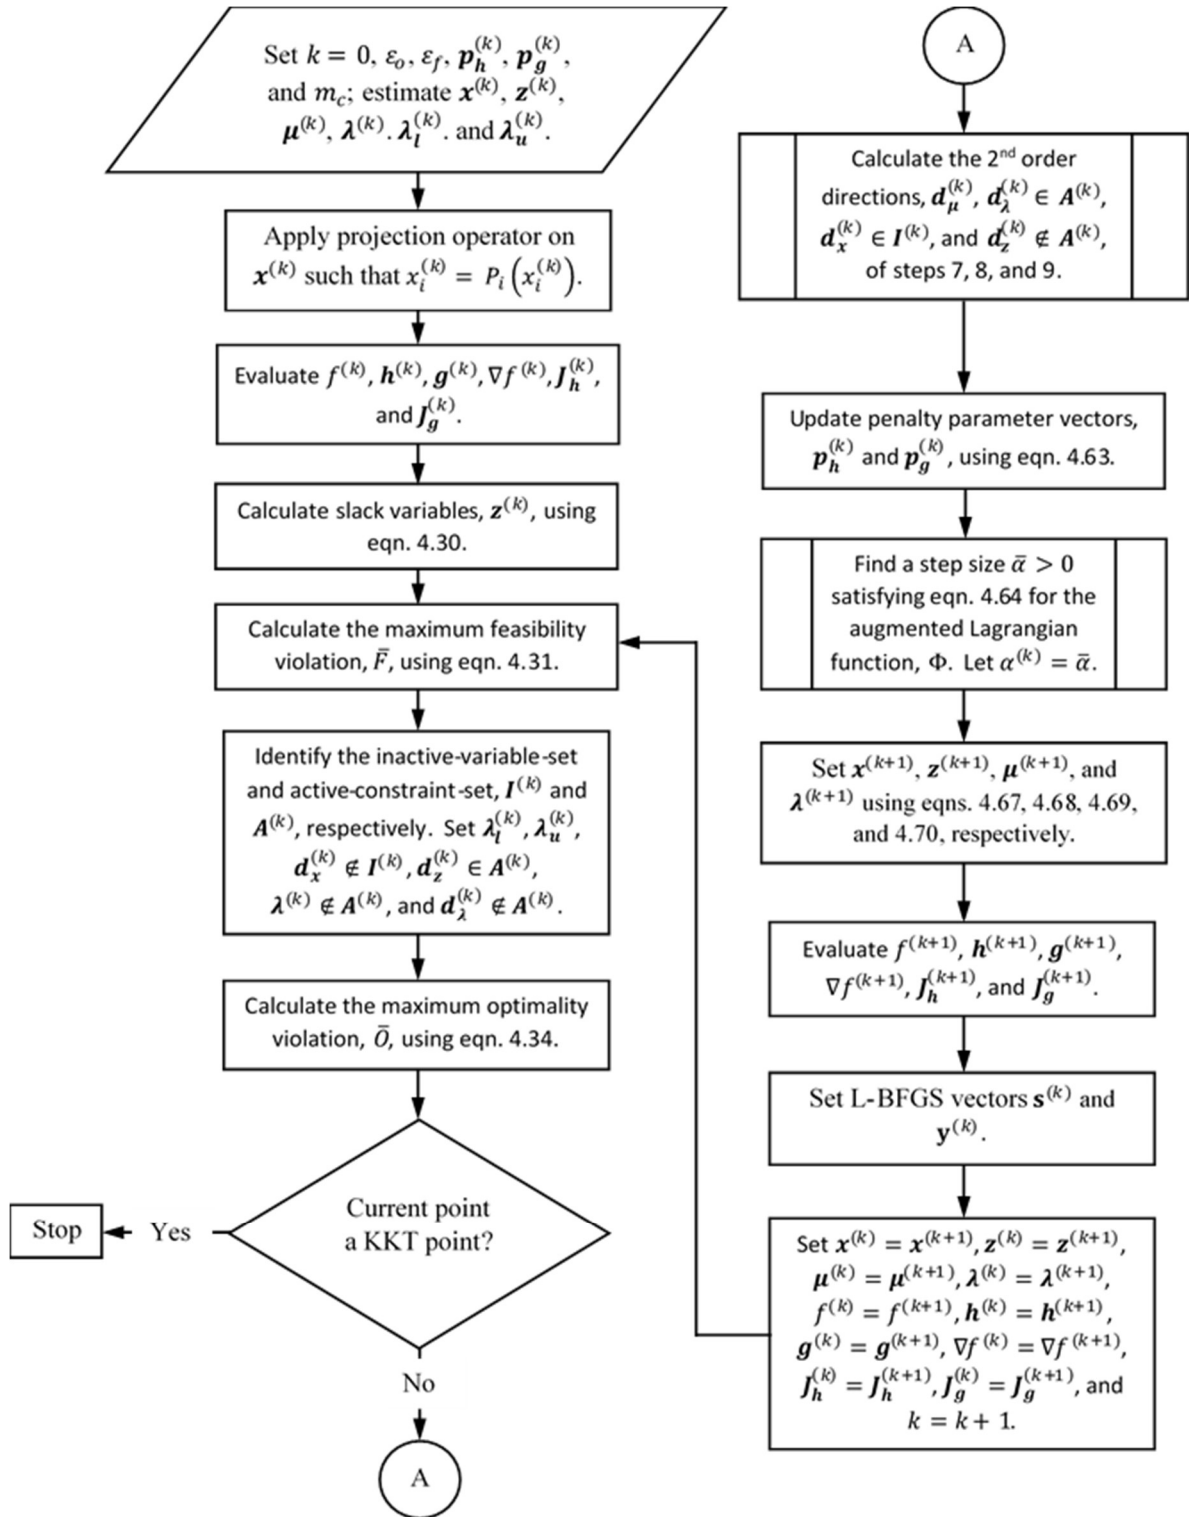 Set k = 0, ε_o, ε_f, p_h^(k), p_g^(k),
and m_c; estimate x^(k), z^(k),
μ^(k), λ^(k). λ_l^(k). and λ_u^(k).
Apply projection operator on
x^(k) such that x_i^(k) = P_i(x_i^(k)).
Evaluate f^(k), h^(k), g^(k), ∇f^(k), J_h^(k),
and J_g^(k).
Calculate slack variables, z^(k), using
eqn. 4.30.
Calculate the maximum feasibility
violation, F̄, using eqn. 4.31.
Identify the inactive-variable-set
and active-constraint-set, I^(k) and
A^(k), respectively. Set λ_l^(k), λ_u^(k),
d_x^(k) ∉ I^(k), d_z^(k) ∈ A^(k),
λ^(k) ∉ A^(k), and d_λ^(k) ∉ A^(k).
Calculate the maximum optimality
violation, Ō, using eqn. 4.34.
Current point
a KKT point?
Yes
Stop
No
A
A
Calculate the 2nd order
directions, d_μ^(k), d_λ^(k) ∈ A^(k),
d_x^(k) ∈ I^(k), and d_z^(k) ∉ A^(k),
of steps 7, 8, and 9.
Update penalty parameter vectors,
p_h^(k) and p_g^(k), using eqn. 4.63.
Find a step size ᾱ > 0
satisfying eqn. 4.64 for the
augmented Lagrangian
function, Φ. Let α^(k) = ᾱ.
Set x^(k+1), z^(k+1), μ^(k+1), and
λ^(k+1) using eqns. 4.67, 4.68, 4.69,
and 4.70, respectively.
Evaluate f^(k+1), h^(k+1), g^(k+1),
∇f^(k+1), J_h^(k+1), and J_g^(k+1).
Set L-BFGS vectors s^(k) and
y^(k).
Set x^(k) = x^(k+1), z^(k) = z^(k+1),
μ^(k) = μ^(k+1), λ^(k) = λ^(k+1),
f^(k) = f^(k+1), h^(k) = h^(k+1),
g^(k) = g^(k+1), ∇f^(k) = ∇f^(k+1),
J_h^(k) = J_h^(k+1), J_g^(k) = J_g^(k+1), and
k = k + 1.